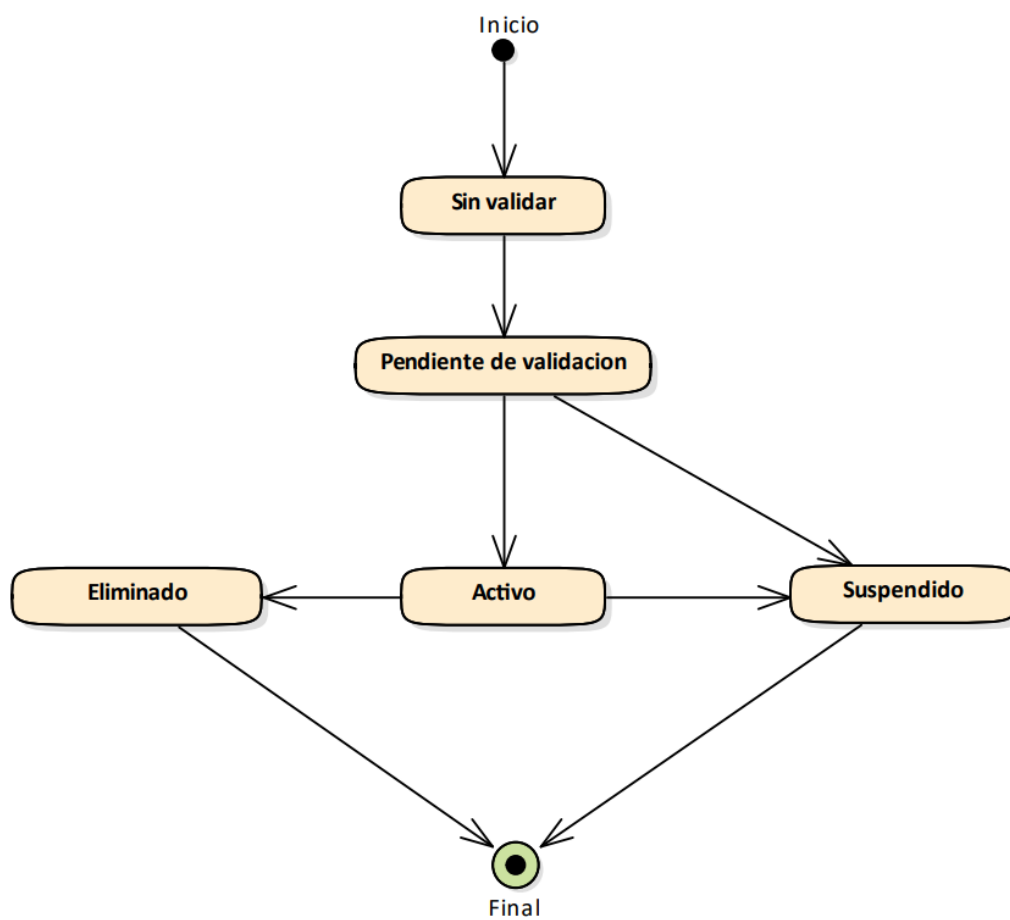 Inicio
Sin validar
Pendiente de validacion
Eliminado
Activo
Suspendido
Final